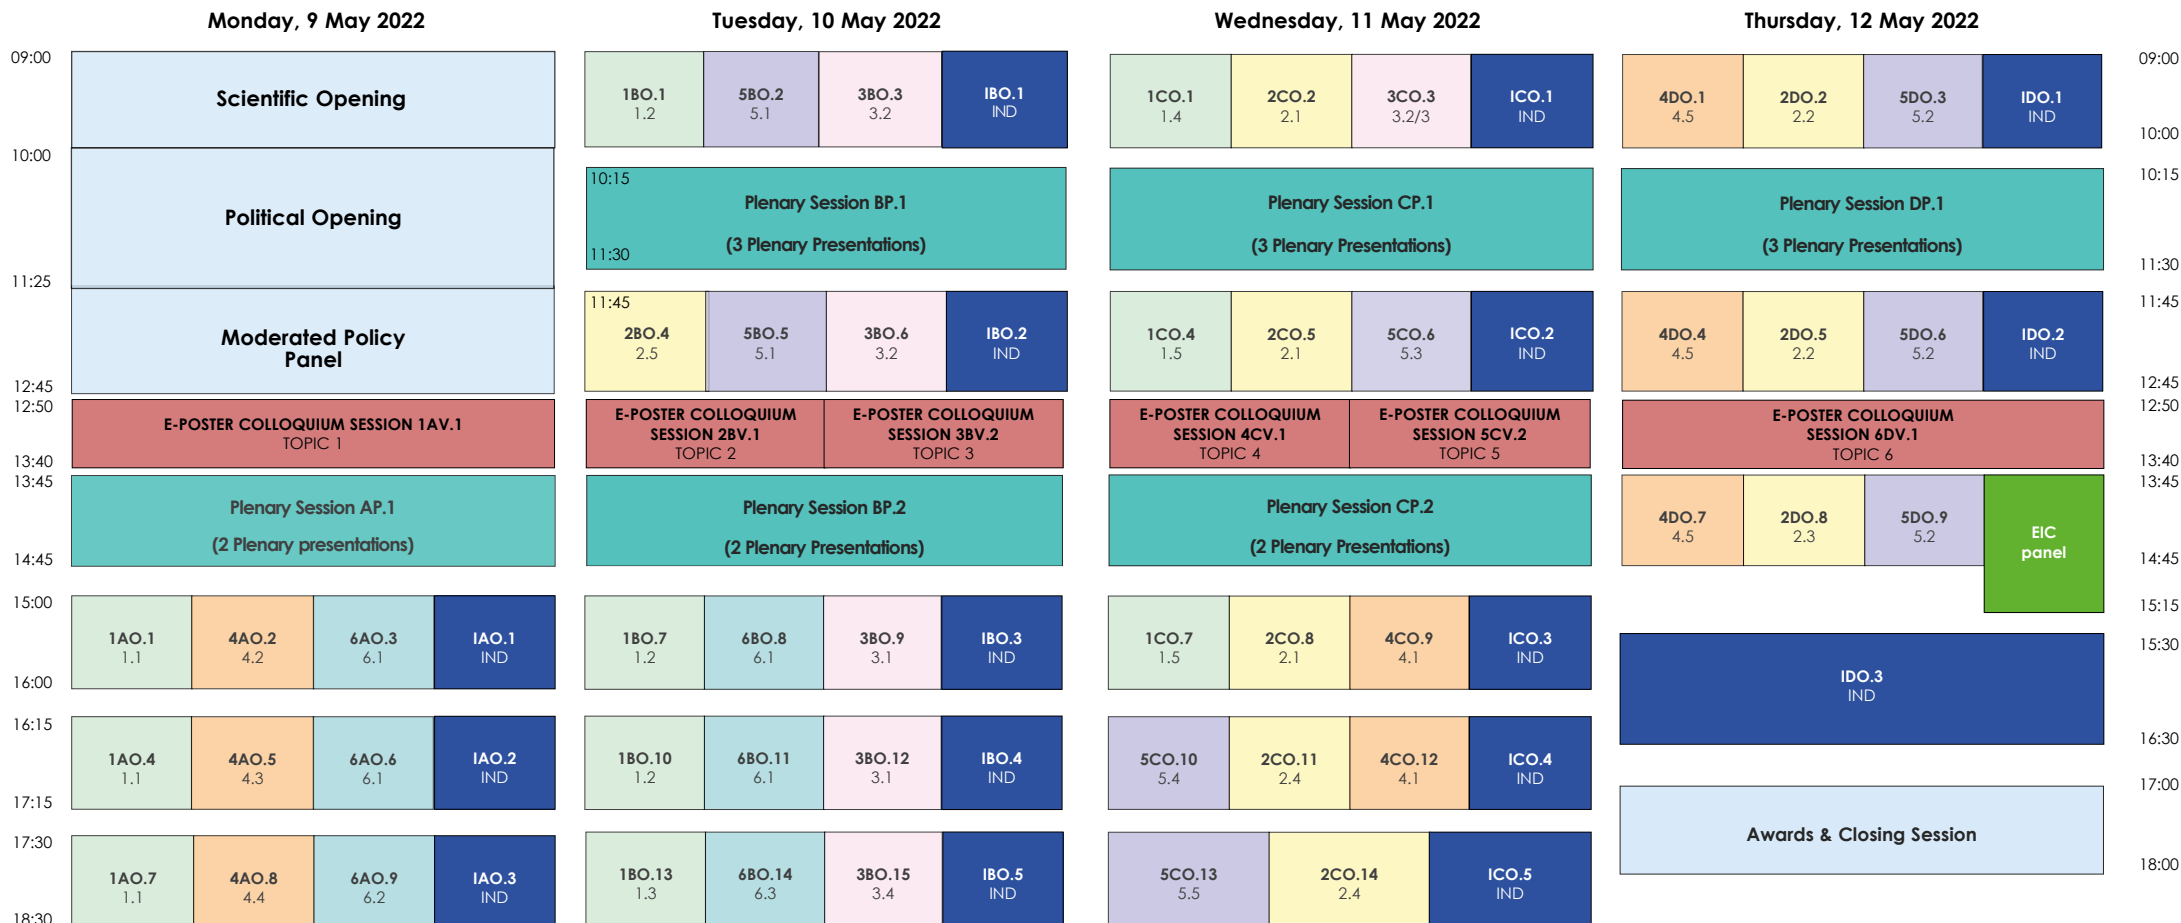 Monday, 9 May 2022
Tuesday, 10 May 2022
Wednesday, 11 May 2022
Thursday, 12 May 2022
09:00
10:00
11:25
12:45
12:50
13:40
13:45
14:45
15:00
16:00
16:15
17:15
17:30
18:30
Scientific Opening
Political Opening
Moderated Policy
Panel
E-POSTER COLLOQUIUM SESSION 1AV.1
TOPIC 1
Plenary Session AP.1
(2 Plenary presentations)
1AO.1
1.1
4AO.2
4.2
6AO.3
6.1
IAO.1
IND
1AO.4
1.1
4AO.5
4.3
6AO.6
6.1
IAO.2
IND
1AO.7
1.1
4AO.8
4.4
6AO.9
6.2
IAO.3
IND
1BO.1
1.2
5BO.2
5.1
3BO.3
3.2
IBO.1
IND
10:15
Plenary Session BP.1
(3 Plenary Presentations)
11:30
11:45
2BO.4
2.5
5BO.5
5.1
3BO.6
3.2
IBO.2
IND
E-POSTER COLLOQUIUM
SESSION 2BV.1
TOPIC 2
E-POSTER COLLOQUIUM
SESSION 3BV.2
TOPIC 3
Plenary Session BP.2
(2 Plenary Presentations)
1BO.7
1.2
6BO.8
6.1
3BO.9
3.1
IBO.3
IND
1BO.10
1.2
6BO.11
6.1
3BO.12
3.1
IBO.4
IND
1BO.13
1.3
6BO.14
6.3
3BO.15
3.4
IBO.5
IND
1CO.1
1.4
2CO.2
2.1
3CO.3
3.2/3
ICO.1
IND
Plenary Session CP.1
(3 Plenary Presentations)
1CO.4
1.5
2CO.5
2.1
5CO.6
5.3
ICO.2
IND
E-POSTER COLLOQUIUM
SESSION 4CV.1
TOPIC 4
E-POSTER COLLOQUIUM
SESSION 5CV.2
TOPIC 5
Plenary Session CP.2
(2 Plenary Presentations)
1CO.7
1.5
2CO.8
2.1
4CO.9
4.1
ICO.3
IND
5CO.10
5.4
2CO.11
2.4
4CO.12
4.1
ICO.4
IND
5CO.13
5.5
2CO.14
2.4
ICO.5
IND
4DO.1
4.5
2DO.2
2.2
5DO.3
5.2
IDO.1
IND
Plenary Session DP.1
(3 Plenary Presentations)
4DO.4
4.5
2DO.5
2.2
5DO.6
5.2
IDO.2
IND
E-POSTER COLLOQUIUM
SESSION 6DV.1
TOPIC 6
4DO.7
4.5
2DO.8
2.3
5DO.9
5.2
EIC
panel
IDO.3
IND
Awards & Closing Session
09:00
10:00
10:15
11:30
11:45
12:45
12:50
13:40
13:45
14:45
15:15
15:30
16:30
17:00
18:00